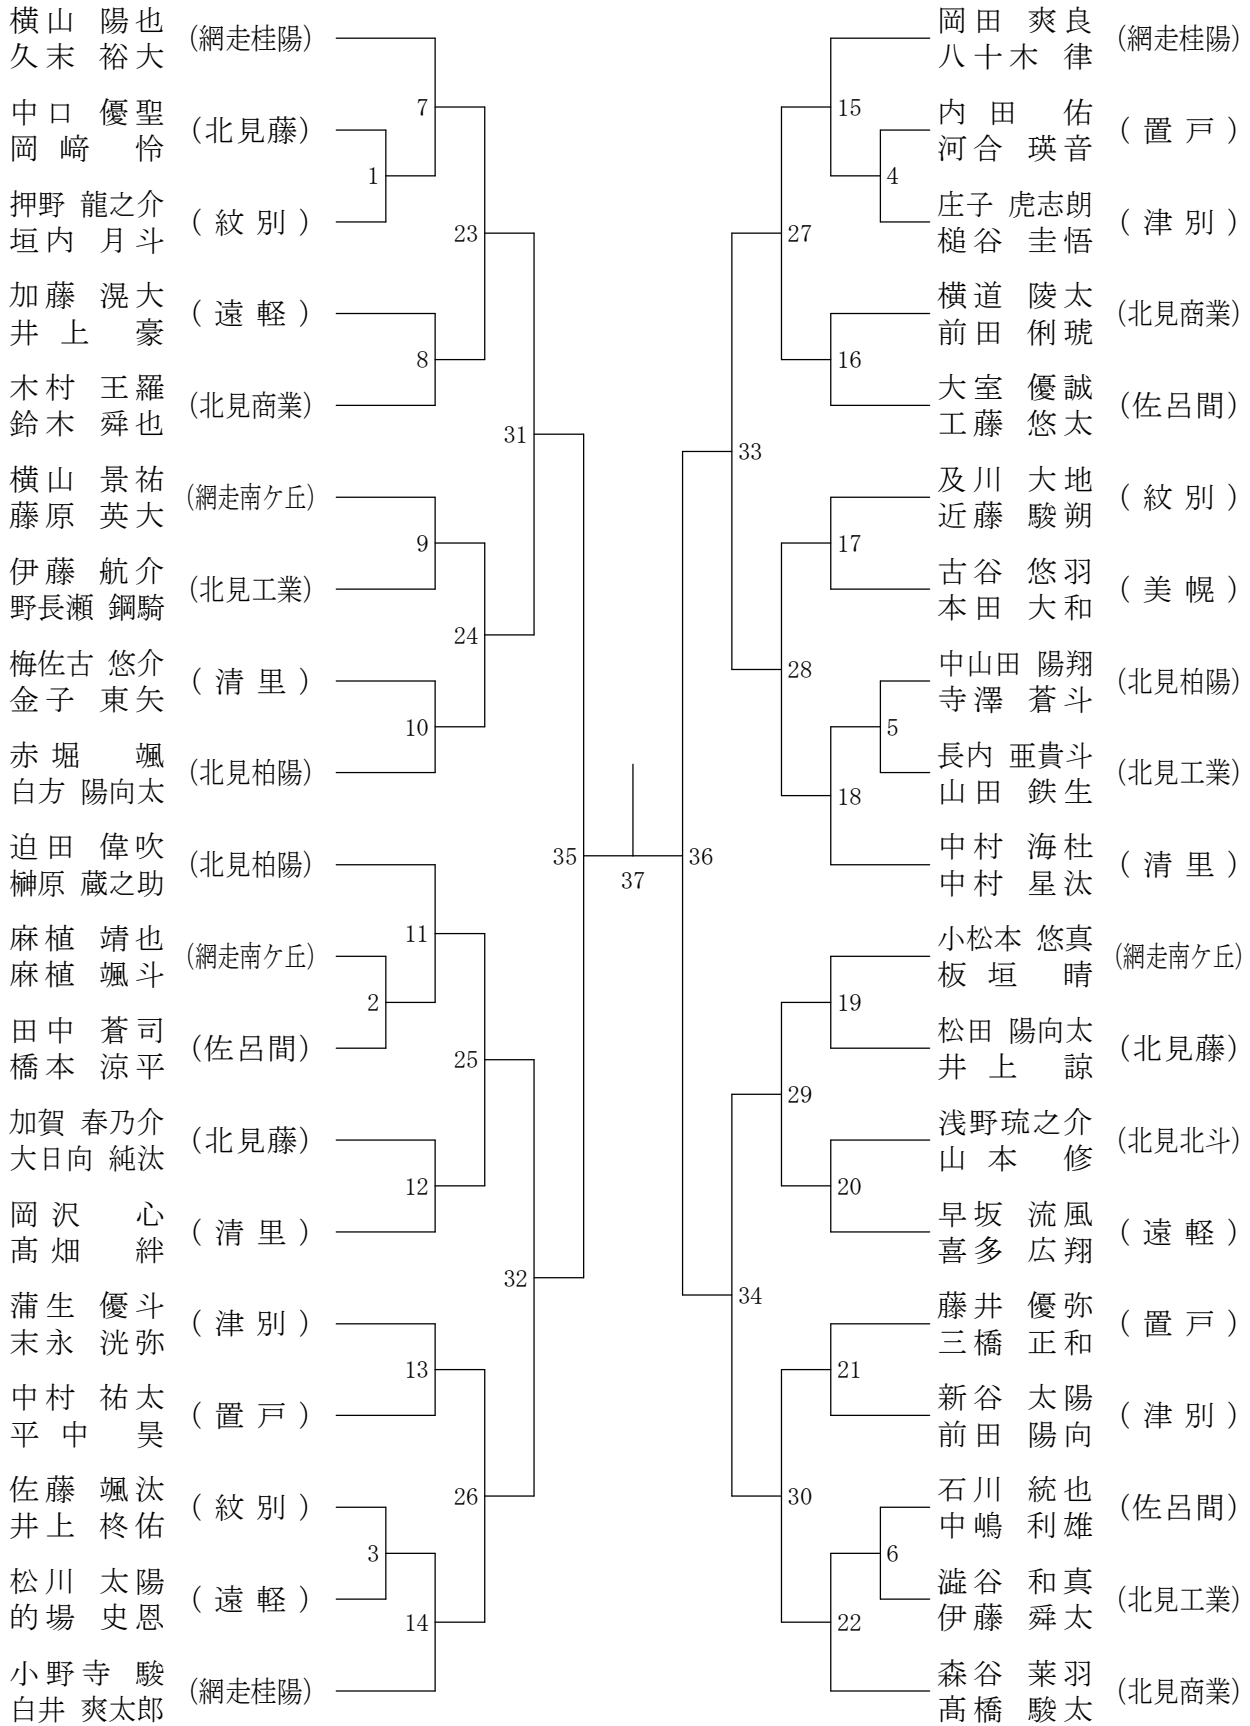 横山 陽也
久末 裕大
(網走桂陽)
中口 優聖
岡﨑 怜
(北見藤)
押野 龍之介
垣内 月斗
(紋別)
加藤 滉大
井上 豪
(遠軽)
木村 王羅
鈴木 舜也
(北見商業)
横山 景祐
藤原 英大
(網走南ケ丘)
伊藤 航介
野長瀬 鋼騎
(北見工業)
梅佐古 悠介
金子 東矢
(清里)
赤堀 颯
白方 陽向太
(北見柏陽)
迫田 偉吹
榊原 蔵之助
(北見柏陽)
麻植 靖也
麻植 颯斗
(網走南ケ丘)
田中 蒼司
橋本 涼平
(佐呂間)
加賀 春乃介
大日向 純汰
(北見藤)
岡沢 心
髙畑 絆
(清里)
蒲生 優斗
末永 洸弥
(津別)
中村 祐太
平中 昊
(置戸)
佐藤 颯汰
井上 柊佑
(紋別)
松川 太陽
的場 史恩
(遠軽)
小野寺 駿
白井 爽太郎
(網走桂陽)
1
2
3
7
8
9
10
11
12
13
14
23
24
25
26
31
32
35
37
36
33
34
27
28
29
30
15
16
17
18
19
20
21
22
4
5
6
岡田 爽良
八十木 律
(網走桂陽)
内田 佑
河合 瑛音
(置戸)
庄子 虎志朗
槌谷 圭悟
(津別)
横道 陵太
前田 俐琥
(北見商業)
大室 優誠
工藤 悠太
(佐呂間)
及川 大地
近藤 駿朔
(紋別)
古谷 悠羽
本田 大和
(美幌)
中山田 陽翔
寺澤 蒼斗
(北見柏陽)
長内 亜貴斗
山田 鉄生
(北見工業)
中村 海杜
中村 星汰
(清里)
小松本 悠真
板垣 晴
(網走南ケ丘)
松田 陽向太
井上 諒
(北見藤)
浅野琉之介
山本 修
(北見北斗)
早坂 流風
喜多 広翔
(遠軽)
藤井 優弥
三橋 正和
(置戸)
新谷 太陽
前田 陽向
(津別)
石川 統也
中嶋 利雄
(佐呂間)
澁谷 和真
伊藤 舜太
(北見工業)
森谷 茉羽
髙橋 駿太
(北見商業)